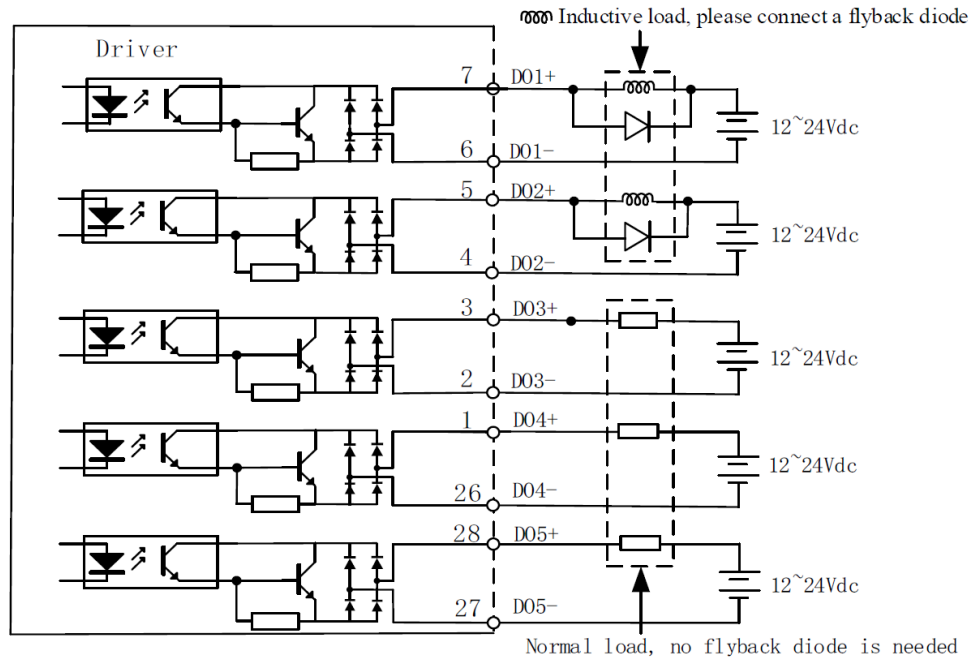 Inductive load, please connect a flyback diode
Driver
7 DO1+
12~24Vdc
6 DO1-
5 DO2+
12~24Vdc
4 DO2-
3 DO3+
12~24Vdc
2 DO3-
1 DO4+
12~24Vdc
26 DO4-
28 DO5+
12~24Vdc
27 DO5-
Normal load, no flyback diode is needed